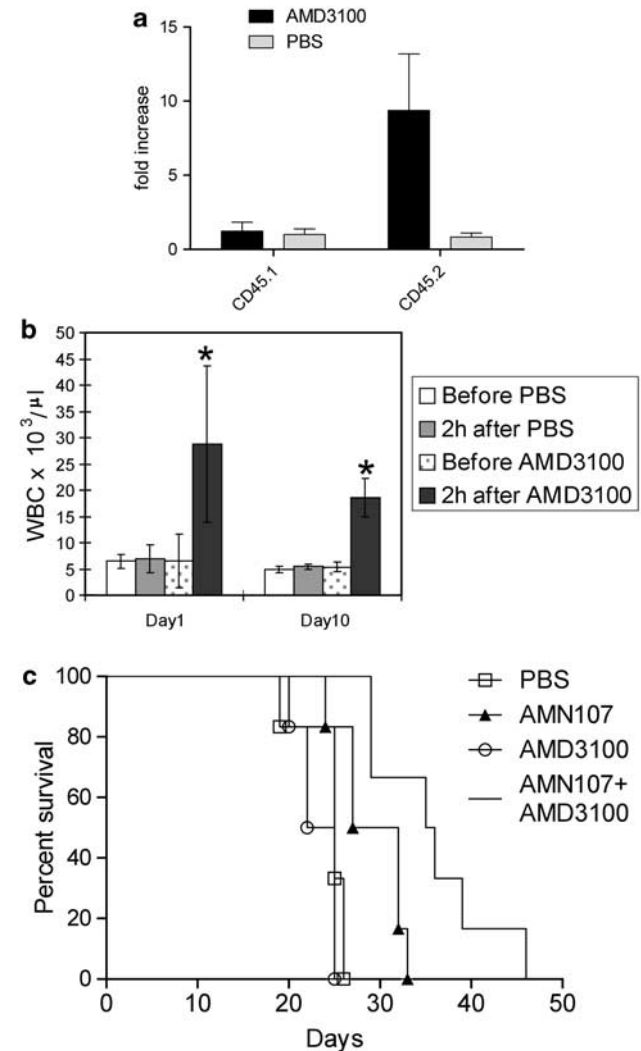 a
AMD3100
PBS
fold increase
15
10
5
0
CD45.1
CD45.2
b
WBC x 10³/µl
50
45
40
35
30
25
20
15
10
5
0
*
*
Day1
Day10
Before PBS
2h after PBS
Before AMD3100
2h after AMD3100
c
Percent survival
100
80
60
40
20
0
0 10 20 30 40 50
Days
PBS
AMN107
AMD3100
AMN107+
AMD3100